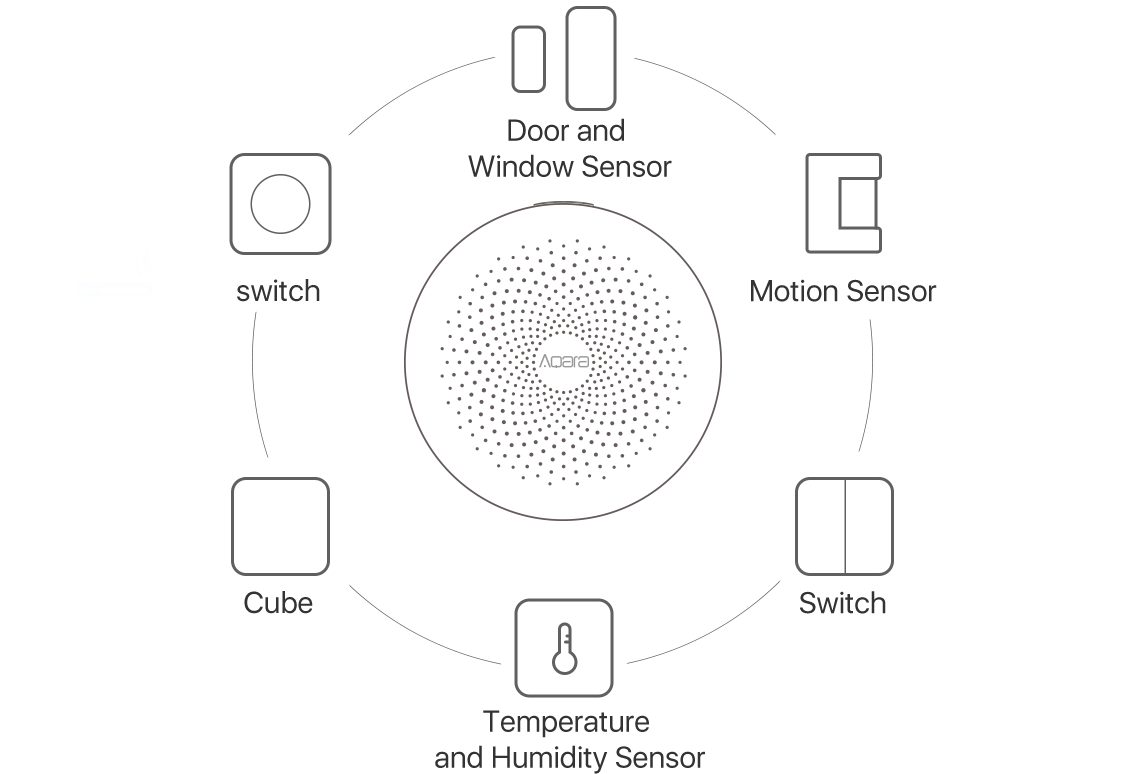 Door and
Window Sensor
switch
Motion Sensor
Aqara
Cube
Switch
Temperature
and Humidity Sensor